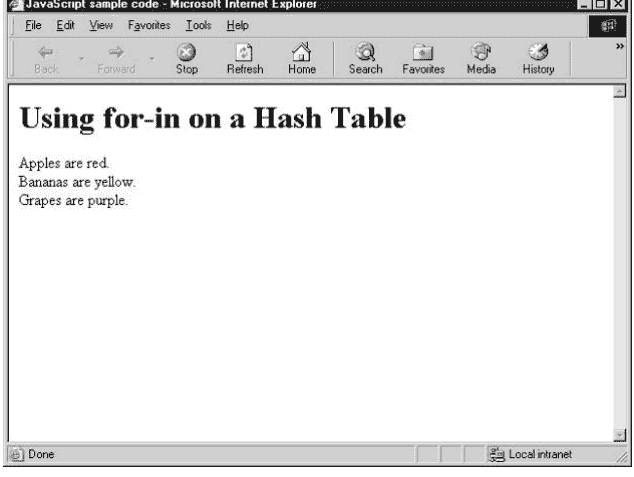 JavaScript sample code - Microsoft Internet Explorer
File Edit View Favorites Tools Help
Back Forward Stop Refresh Home Search Favorites Media History »
Using for-in on a Hash Table
Apples are red.
Bananas are yellow.
Grapes are purple.
Done Local intranet